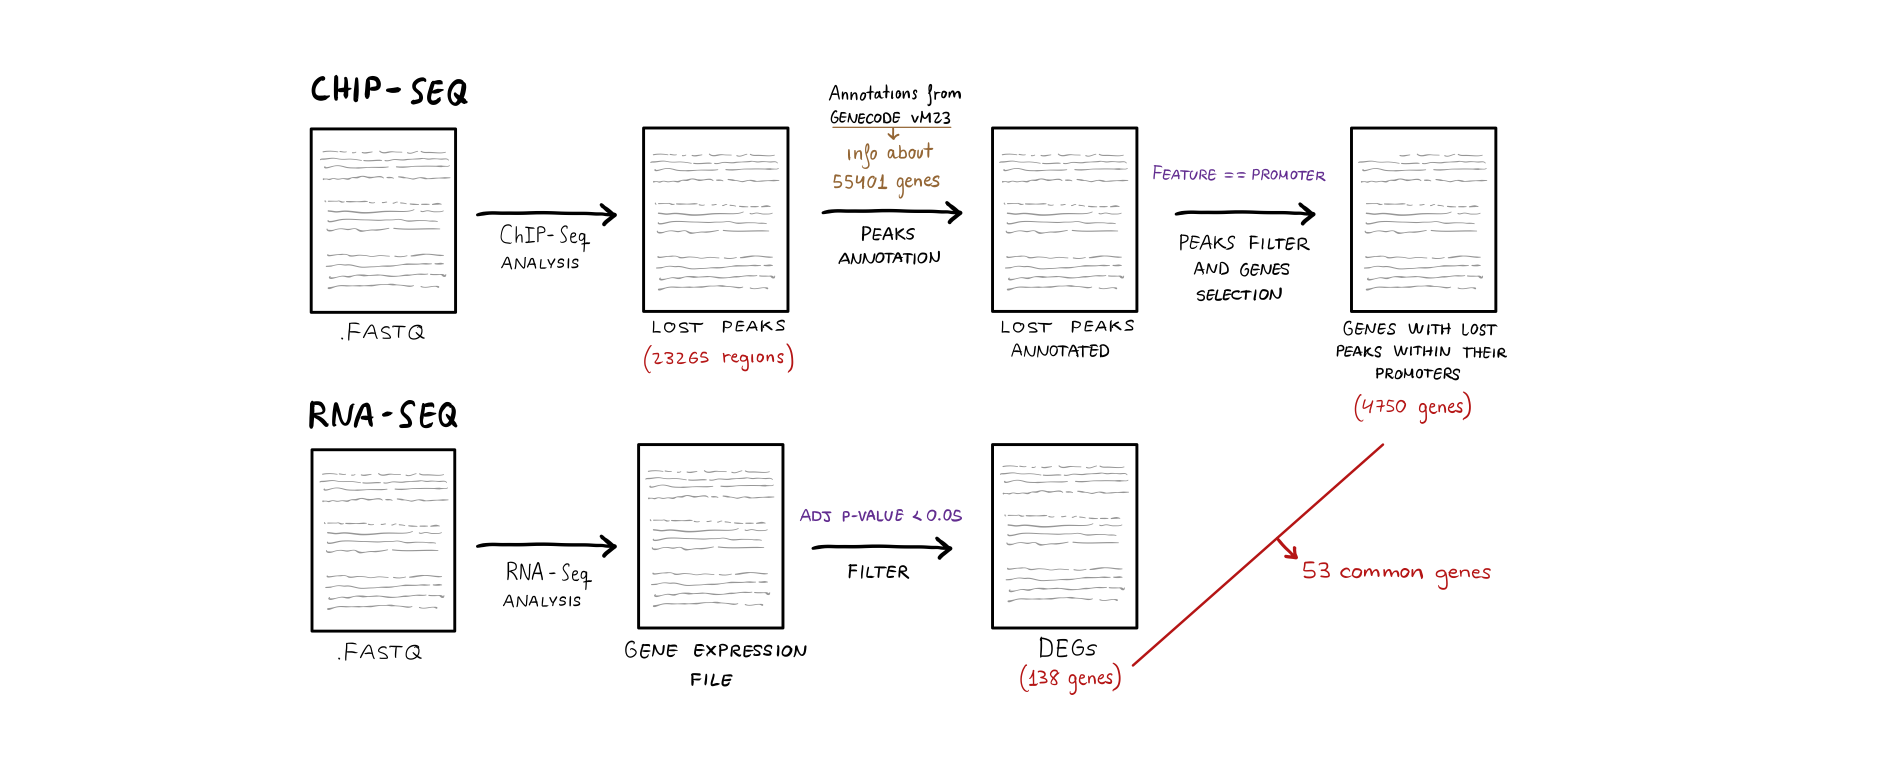 CHIP-SEQ
Annotations from
GENECODE vM23
info about
55401 genes
FEATURE == PROMOTER
ChIP-Seq
ANALYSIS
PEAKS
ANNOTATION
PEAKS FILTER
AND GENES
SELECTION
.FASTQ
LOST PEAKS
(23265 regions)
LOST PEAKS
ANNOTATED
GENES WITH LOST
PEAKS WITHIN THEIR
PROMOTERS
(4750 genes)
RNA-SEQ
ADJ P-VALUE < 0.05
RNA-Seq
ANALYSIS
FILTER
53 common genes
.FASTQ
GENE EXPRESSION
FILE
DEGs
(138 genes)